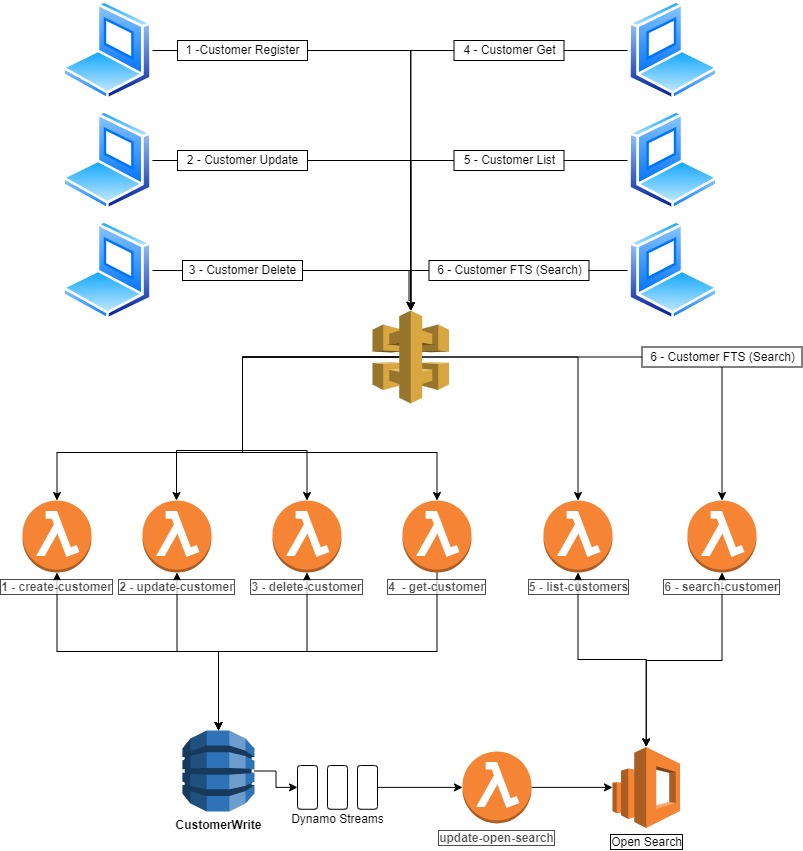 1 -Customer Register
4 - Customer Get
2 - Customer Update
5 - Customer List
3 - Customer Delete
6 - Customer FTS (Search)
6 - Customer FTS (Search)
1 - create-customer
2 - update-customer
3 - delete-customer
4 - get-customer
5 - list-customers
6 - search-customer
CustomerWrite
Dynamo Streams
update-open-search
Open Search